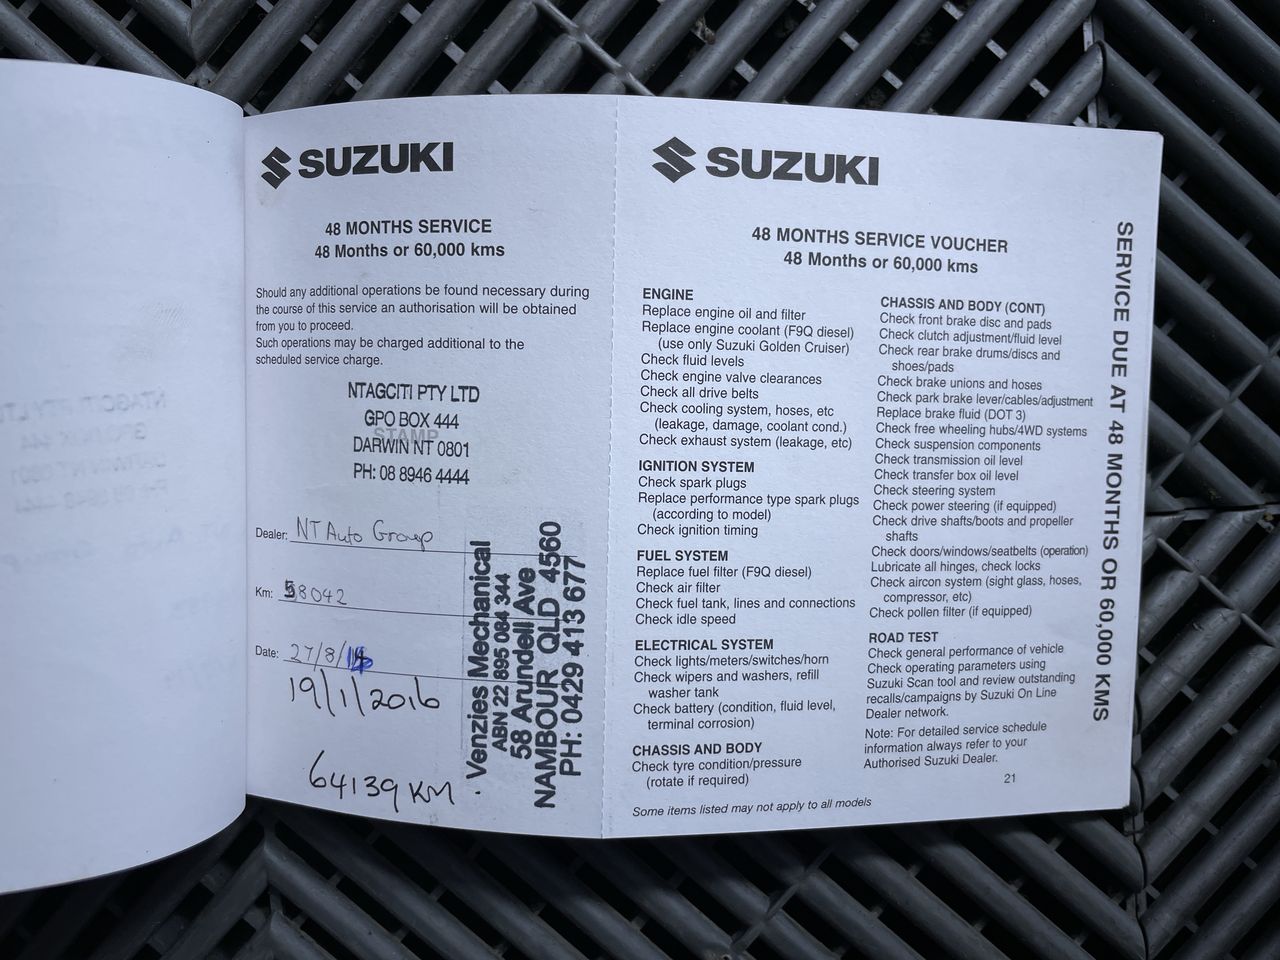 SUZUKI
48 MONTHS SERVICE
48 Months or 60,000 kms
Should any additional operations be found necessary during
the course of this service an authorisation will be obtained
from you to proceed.
Such operations may be charged additional to the
scheduled service charge.
STAMP
NTAGCITI PTY LTD
GPO BOX 444
DARWIN NT 0801
PH: 08 8946 4444
Dealer: NT Auto Group
Km: 58042
Date: 27/8/14
19/1/2016
64139 KM.
Venzies Mechanical
ABN 22 895 084 344
58 Arundell Ave
NAMBOUR QLD 4560
PH: 0429 413 677
SUZUKI
48 MONTHS SERVICE VOUCHER
48 Months or 60,000 kms
ENGINE
Replace engine oil and filter
Replace engine coolant (F9Q diesel)
(use only Suzuki Golden Cruiser)
Check fluid levels
Check engine valve clearances
Check all drive belts
Check cooling system, hoses, etc
(leakage, damage, coolant cond.)
Check exhaust system (leakage, etc)
IGNITION SYSTEM
Check spark plugs
Replace performance type spark plugs
(according to model)
Check ignition timing
FUEL SYSTEM
Replace fuel filter (F9Q diesel)
Check air filter
Check fuel tank, lines and connections
Check idle speed
ELECTRICAL SYSTEM
Check lights/meters/switches/horn
Check wipers and washers, refill
washer tank
Check battery (condition, fluid level,
terminal corrosion)
CHASSIS AND BODY
Check tyre condition/pressure
(rotate if required)
Some items listed may not apply to all models
CHASSIS AND BODY (CONT)
Check front brake disc and pads
Check clutch adjustment/fluid level
Check rear brake drums/discs and
shoes/pads
Check brake unions and hoses
Check park brake lever/cables/adjustment
Replace brake fluid (DOT 3)
Check free wheeling hubs/4WD systems
Check suspension components
Check transmission oil level
Check transfer box oil level
Check steering system
Check power steering (if equipped)
Check drive shafts/boots and propeller
shafts
Check doors/windows/seatbelts (operation)
Lubricate all hinges, check locks
Check aircon system (sight glass, hoses,
compressor, etc)
Check pollen filter (if equipped)
ROAD TEST
Check general performance of vehicle
Check operating parameters using
Suzuki Scan tool and review outstanding
recalls/campaigns by Suzuki On Line
Dealer network.
Note: For detailed service schedule
information always refer to your
Authorised Suzuki Dealer.
21
SERVICE DUE AT 48 MONTHS OR 60,000 KMS